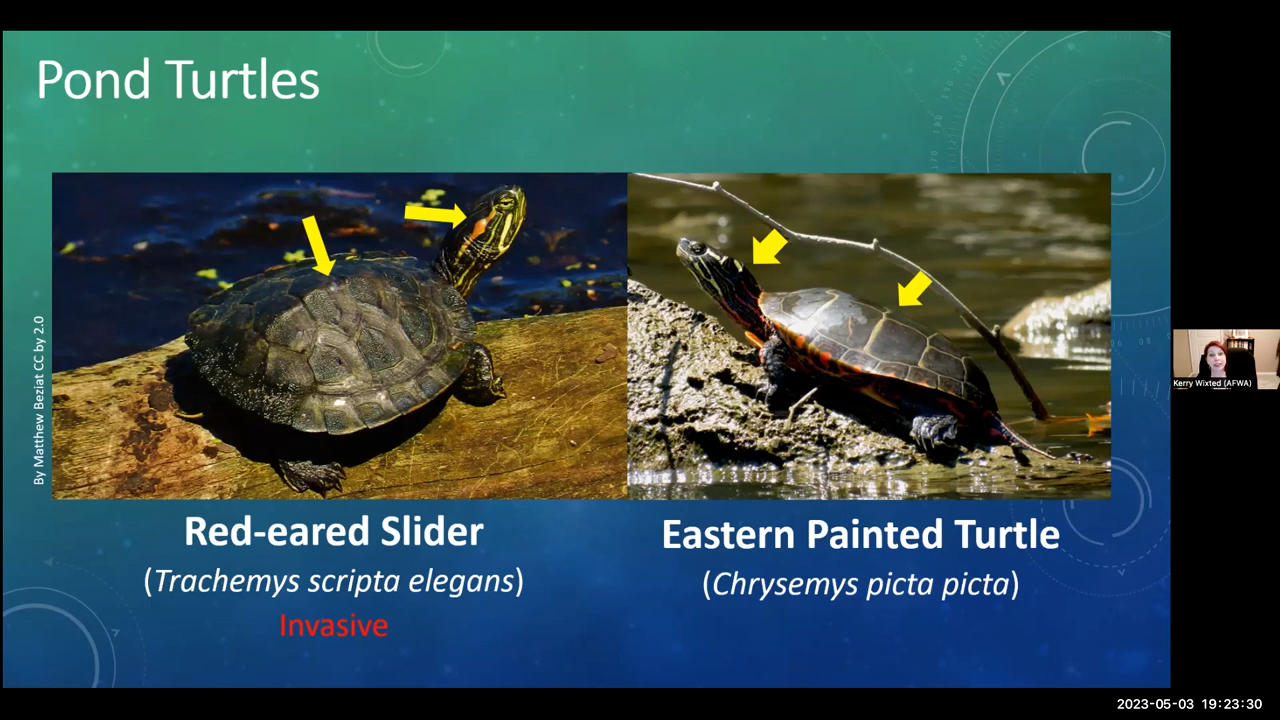 Pond Turtles
By Matthew Beziat CC by 2.0
Red-eared Slider
(Trachemys scripta elegans)
Invasive
Eastern Painted Turtle
(Chrysemys picta picta)
Kerry Wixted (AFWA)
2023-05-03 19:23:30